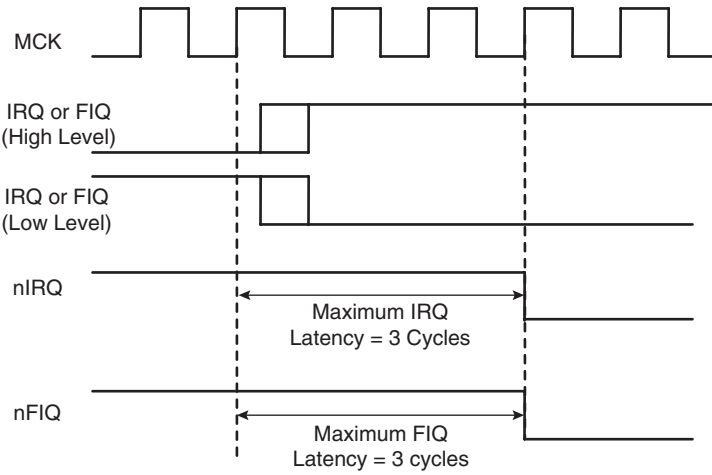 MCK
IRQ or FIQ
(High Level)
IRQ or FIQ
(Low Level)
nIRQ
Maximum IRQ
Latency = 3 Cycles
nFIQ
Maximum FIQ
Latency = 3 cycles